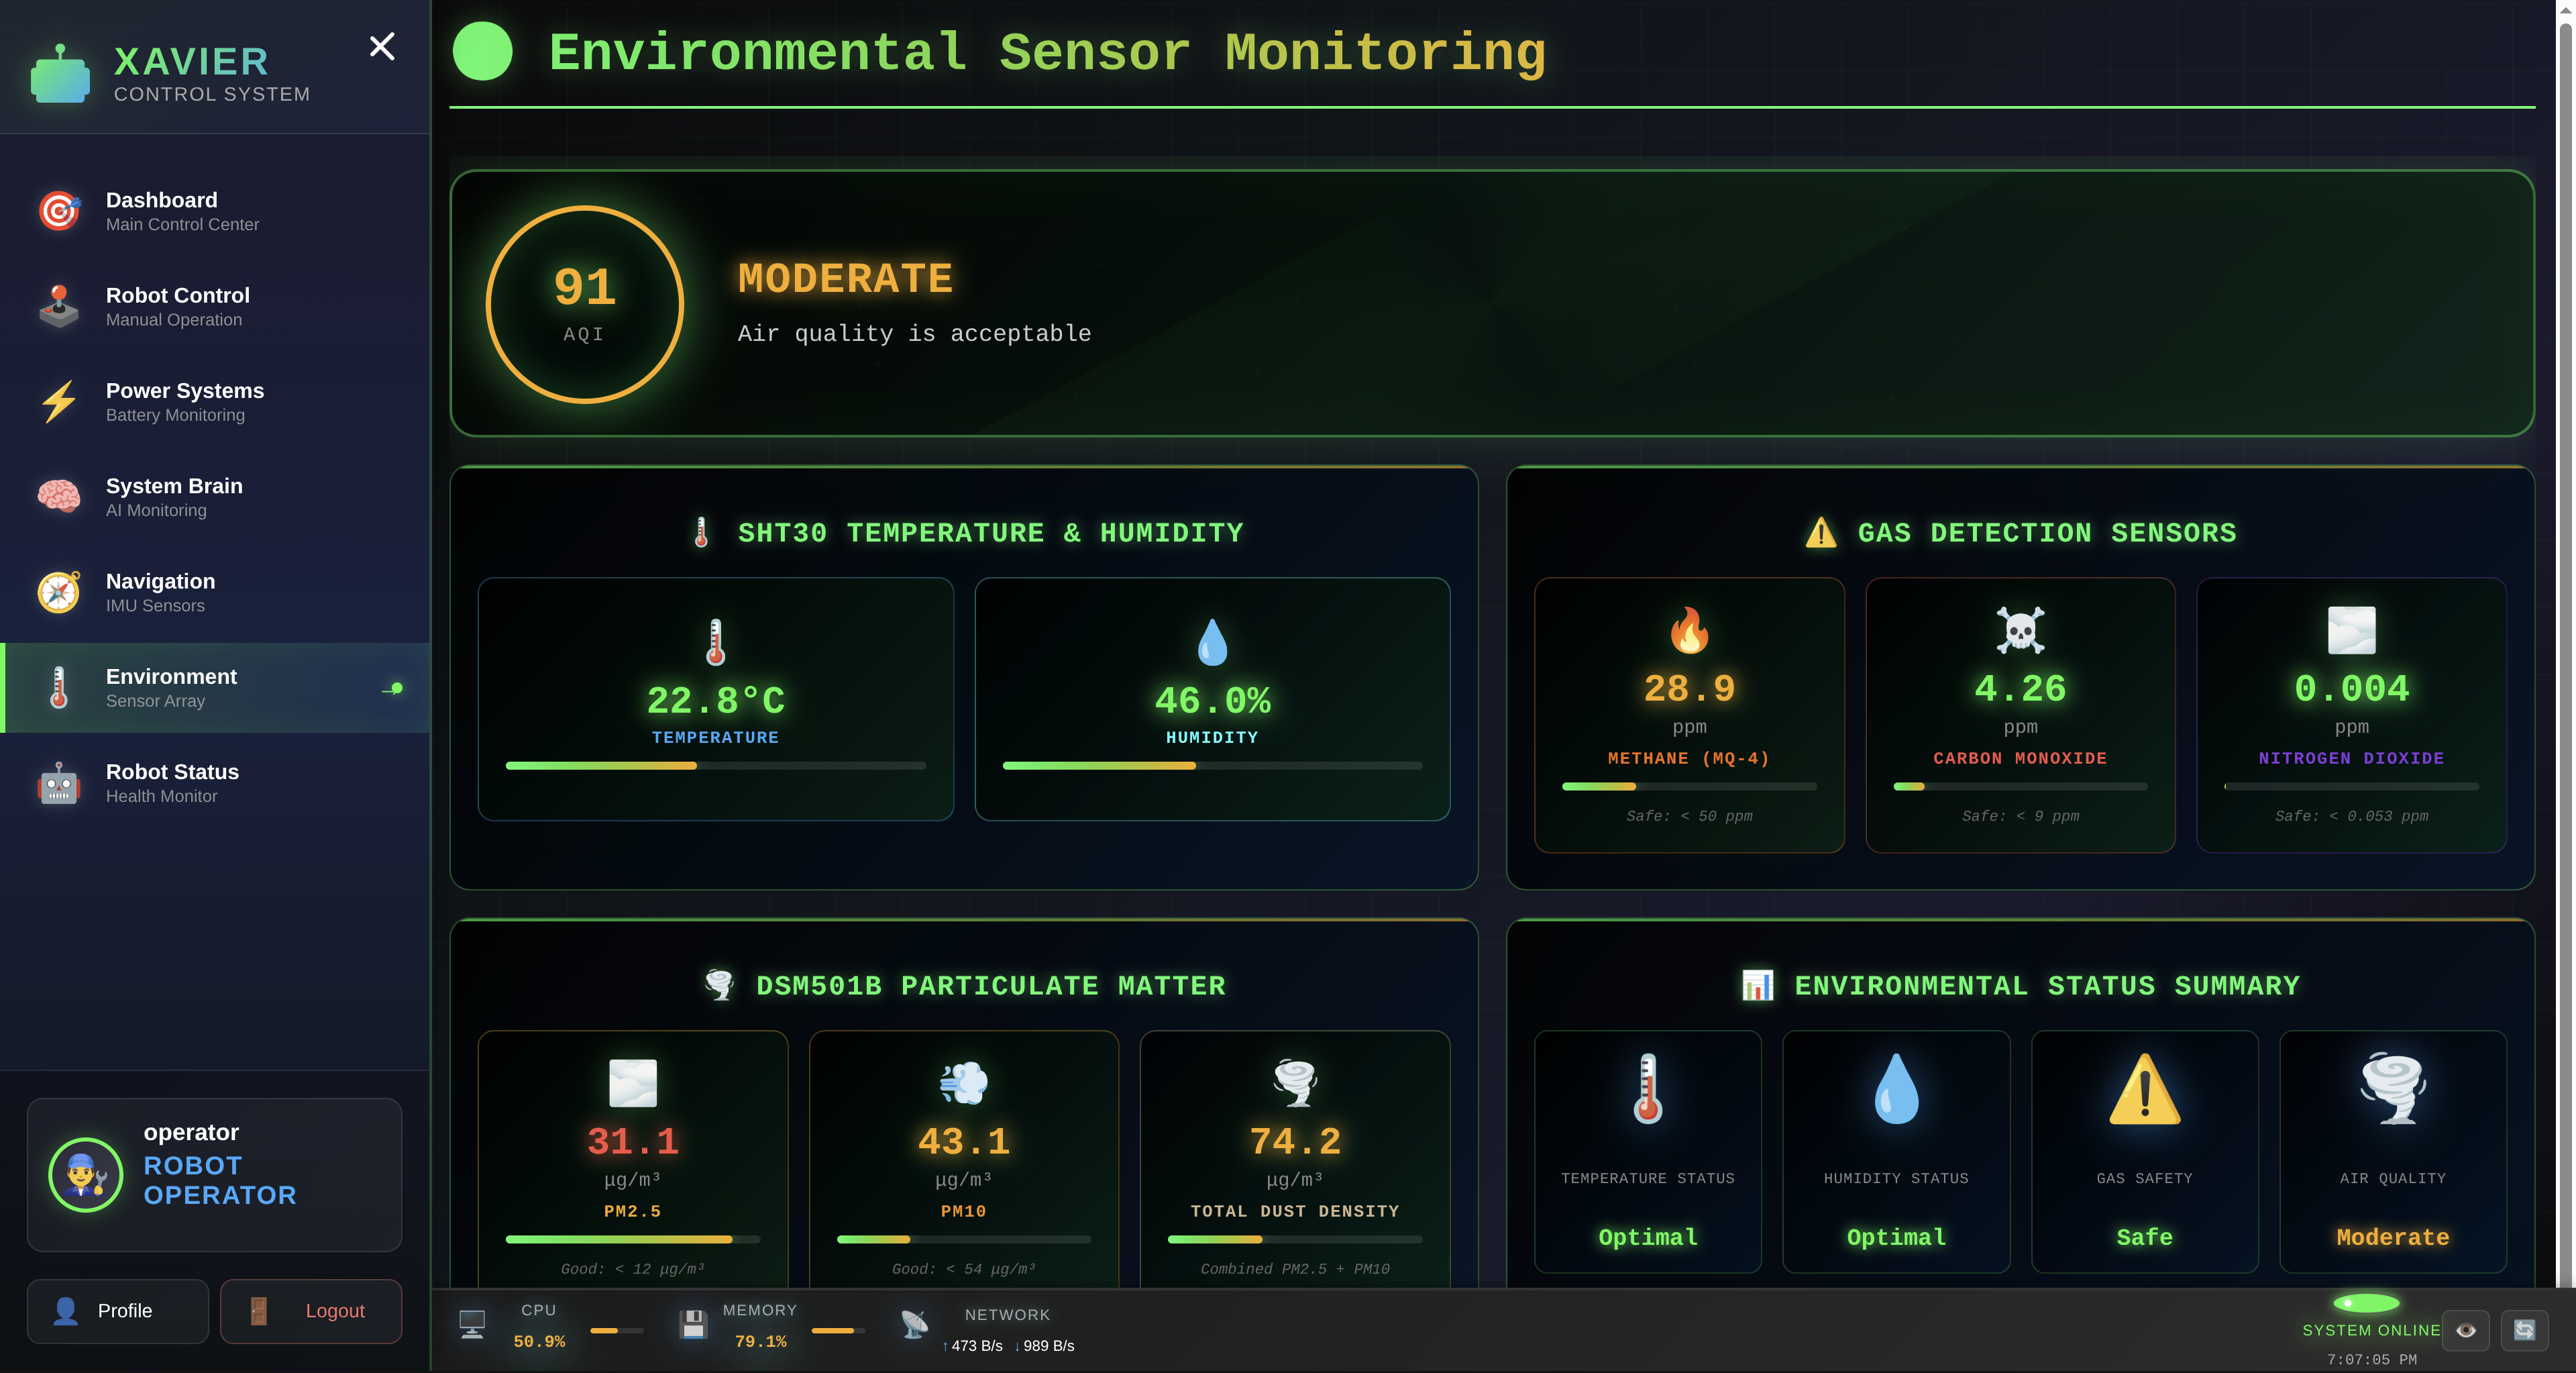 XAVIER
CONTROL SYSTEM
Dashboard
Main Control Center
Robot Control
Manual Operation
Power Systems
Battery Monitoring
System Brain
AI Monitoring
Navigation
IMU Sensors
Environment
Sensor Array
Robot Status
Health Monitor
operator
ROBOT
OPERATOR
Profile
Logout
Environmental Sensor Monitoring
91
AQI
MODERATE
Air quality is acceptable
SHT30 TEMPERATURE & HUMIDITY
22.8°C
TEMPERATURE
46.0%
HUMIDITY
GAS DETECTION SENSORS
28.9
ppm
METHANE (MQ-4)
Safe: < 50 ppm
4.26
ppm
CARBON MONOXIDE
Safe: < 9 ppm
0.004
ppm
NITROGEN DIOXIDE
Safe: < 0.053 ppm
DSM501B PARTICULATE MATTER
31.1
µg/m³
PM2.5
Good: < 12 µg/m³
43.1
µg/m³
PM10
Good: < 54 µg/m³
74.2
µg/m³
TOTAL DUST DENSITY
Combined PM2.5 + PM10
ENVIRONMENTAL STATUS SUMMARY
TEMPERATURE STATUS
Optimal
HUMIDITY STATUS
Optimal
GAS SAFETY
Safe
AIR QUALITY
Moderate
CPU
50.9%
MEMORY
79.1%
NETWORK
↑ 473 B/s ↓ 989 B/s
SYSTEM ONLINE
7:07:05 PM